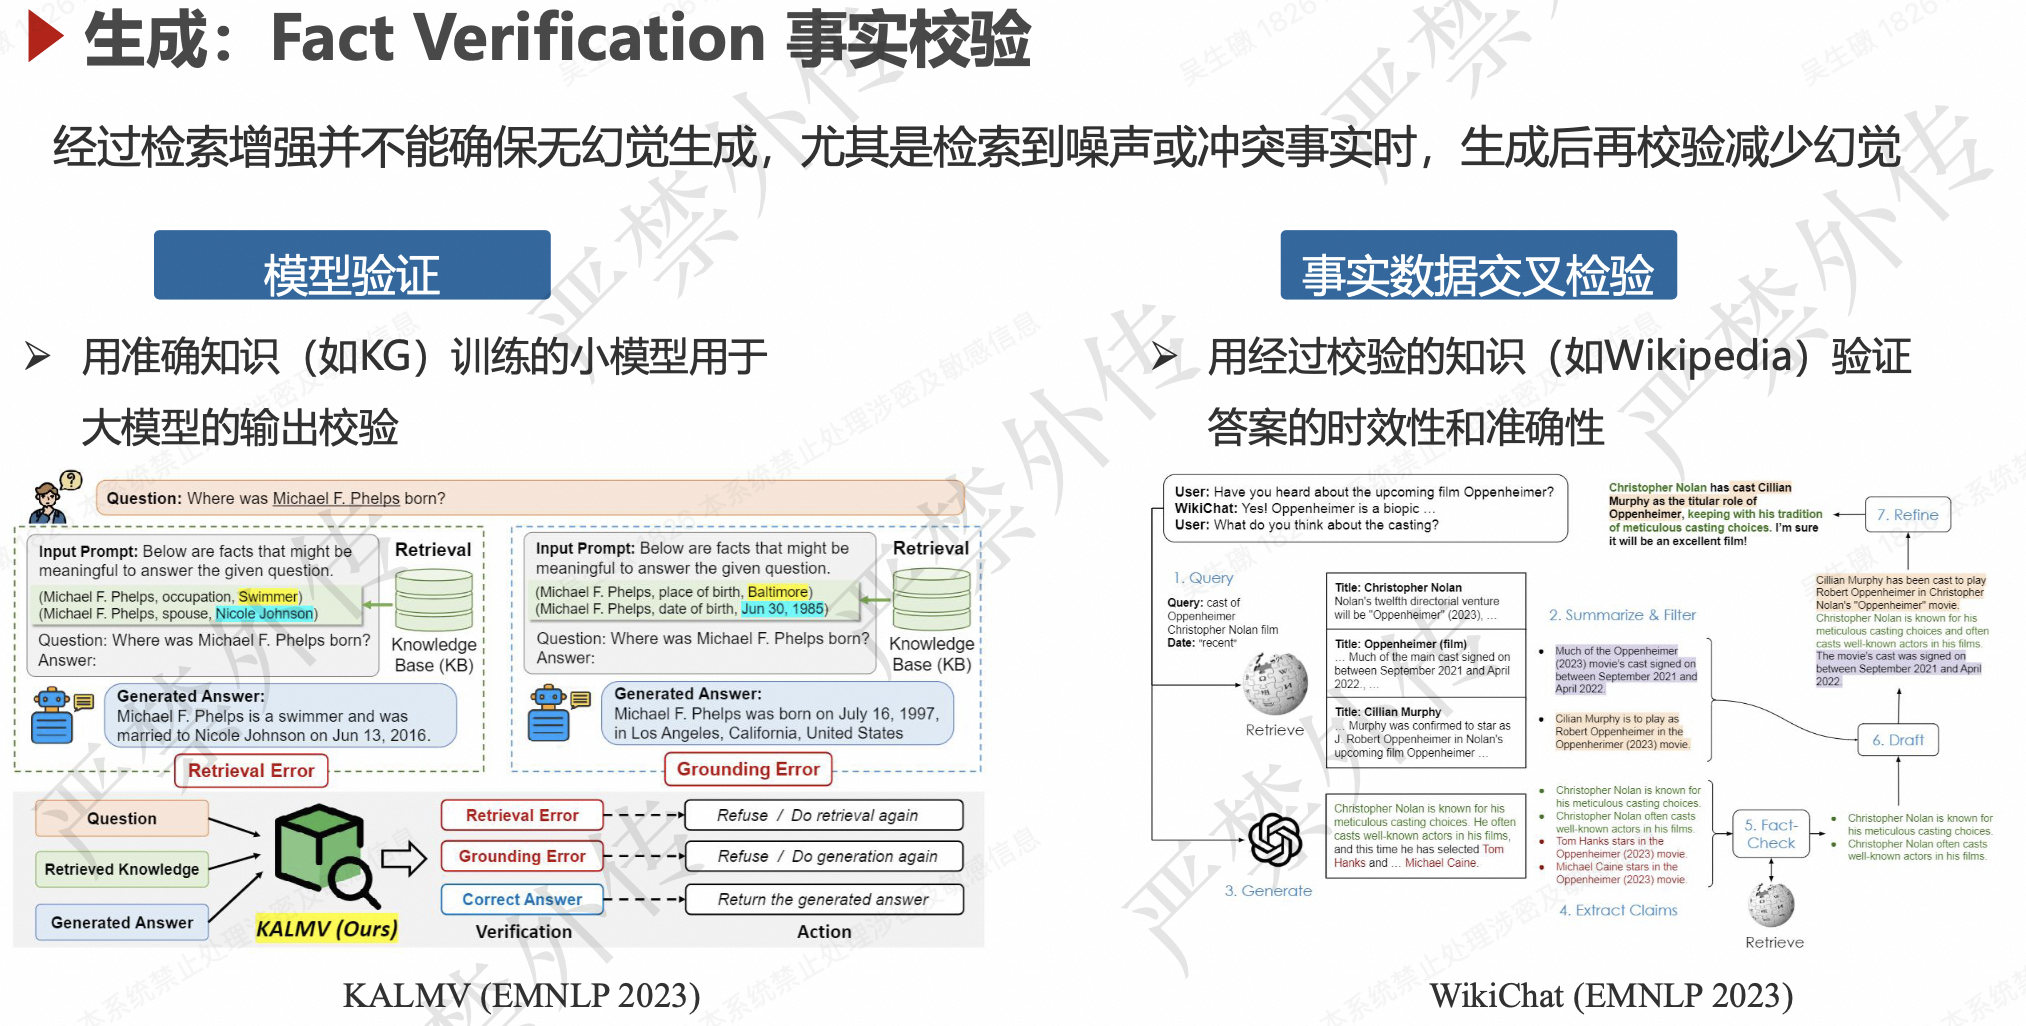 生成：Fact Verification 事实校验
经过检索增强并不能确保无幻觉生成，尤其是检索到噪声或冲突事实时，生成后再校验减少幻觉
模型验证
用准确知识（如KG）训练的小模型用于
大模型的输出校验
Question: Where was Michael F. Phelps born?
Input Prompt: Below are facts that might be
meaningful to answer the given question.
(Michael F. Phelps, occupation, Swimmer)
(Michael F. Phelps, spouse, Nicole Johnson)
Question: Where was Michael F. Phelps born?
Answer:
Retrieval
Knowledge
Base (KB)
Generated Answer:
Michael F. Phelps is a swimmer and was
married to Nicole Johnson on Jun 13, 2016.
Retrieval Error
Input Prompt: Below are facts that might be
meaningful to answer the given question.
(Michael F. Phelps, place of birth, Baltimore)
(Michael F. Phelps, date of birth, Jun 30, 1985)
Question: Where was Michael F. Phelps born?
Answer:
Retrieval
Knowledge
Base (KB)
Generated Answer:
Michael F. Phelps was born on July 16, 1997,
in Los Angeles, California, United States
Grounding Error
Question
Retrieved Knowledge
Generated Answer
KALMV (Ours)
Retrieval Error
Grounding Error
Correct Answer
Verification
Refuse / Do retrieval again
Refuse / Do generation again
Return the generated answer
Action
KALMV (EMNLP 2023)
事实数据交叉检验
用经过校验的知识（如Wikipedia）验证
答案的时效性和准确性
User: Have you heard about the upcoming film Oppenheimer?
WikiChat: Yes! Oppenheimer is a biopic ...
User: What do you think about the casting?
1. Query
Query: cast of
Oppenheimer
Christopher Nolan film
Date: "recent"
Retrieve
Title: Christopher Nolan
Nolan's twelfth directorial venture
will be "Oppenheimer" (2023), ...
Title: Oppenheimer (film)
... Much of the main cast signed on
between September 2021 and April
2022., ...
Title: Cillian Murphy
... Murphy was confirmed to star as
J. Robert Oppenheimer in Nolan's
upcoming film Oppenheimer ...
2. Summarize & Filter
Much of the Oppenheimer
(2023) movie's cast signed on
between September 2021 and
April 2022.
Cilian Murphy is to play as
Robert Oppenheimer in the
Oppenherimer (2023) movie.
3. Generate
Christopher Nolan is known for his
meticulous casting choices. He often
casts well-known actors in his films,
and this time he has selected Tom
Hanks and ... Michael Caine.
Christopher Nolan is known for
his meticulous casting choices.
Christopher Nolan often casts
well-known actors in his films.
Tom Hanks stars in the
Oppenheimer (2023) movie.
Michael Caine stars in the
Oppenheimer (2023) movie.
4. Extract Claims
5. Fact-
Check
Retrieve
Christopher Nolan is known for
his meticulous casting choices.
Christopher Nolan often casts
well-known actors in his films.
6. Draft
Cillian Murphy has been cast to play
Robert Oppenheimer in Christopher
Nolan's "Oppenheimer" movie.
Christopher Nolan is known for his
meticulous casting choices and often
casts well-known actors in his films.
The movie's cast was signed on
between September 2021 and April
2022.
7. Refine
Christopher Nolan has cast Cillian
Murphy as the titular role of
Oppenheimer, keeping with his tradition
of meticulous casting choices. I'm sure
it will be an excellent film!
WikiChat (EMNLP 2023)
严禁外传
吴生礅 1826 本系统禁止处理涉密及敏感信息